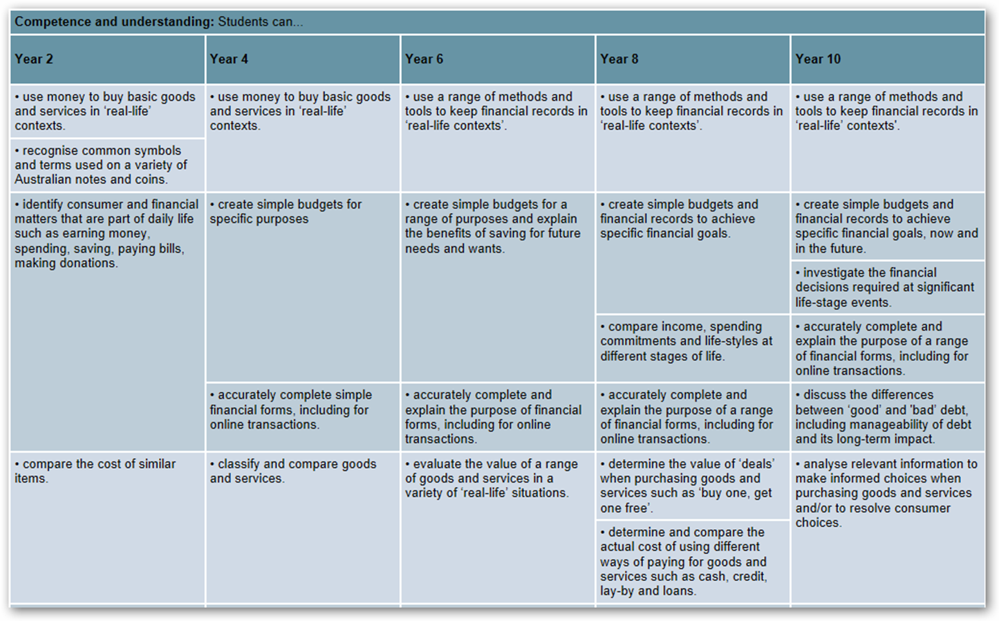 Competence and understanding: Students can...
Year 2
Year 4
Year 6
Year 8
Year 10
• use money to buy basic goods
and services in ‘real-life’
contexts.
• recognise common symbols
and terms used on a variety of
Australian notes and coins.
• use money to buy basic goods
and services in ‘real-life’
contexts.
• use a range of methods and
tools to keep financial records in
‘real-life contexts’.
• use a range of methods and
tools to keep financial records in
‘real-life contexts’.
• use a range of methods and
tools to keep financial records in
‘real-life’ contexts'.
• identify consumer and financial
matters that are part of daily life
such as earning money,
spending, saving, paying bills,
making donations.
• create simple budgets for
specific purposes
• create simple budgets for a
range of purposes and explain
the benefits of saving for future
needs and wants.
• create simple budgets and
financial records to achieve
specific financial goals.
• create simple budgets and
financial records to achieve
specific financial goals, now and
in the future.
• investigate the financial
decisions required at significant
life-stage events.
• compare income, spending
commitments and life-styles at
different stages of life.
• accurately complete and
explain the purpose of a range
of financial forms, including for
online transactions.
• accurately complete simple
financial forms, including for
online transactions.
• accurately complete and
explain the purpose of financial
forms, including for online
transactions.
• accurately complete and
explain the purpose of a range
of financial forms, including for
online transactions.
• discuss the differences
between ‘good’ and 'bad’ debt,
including manageability of debt
and its long-term impact.
• compare the cost of similar
items.
• classify and compare goods
and services.
• evaluate the value of a range
of goods and services in a
variety of ‘real-life’ situations.
• determine the value of ‘deals’
when purchasing goods and
services such as ‘buy one, get
one free’.
• determine and compare the
actual cost of using different
ways of paying for goods and
services such as cash, credit,
lay-by and loans.
• analyse relevant information to
make informed choices when
purchasing goods and services
and/or to resolve consumer
choices.